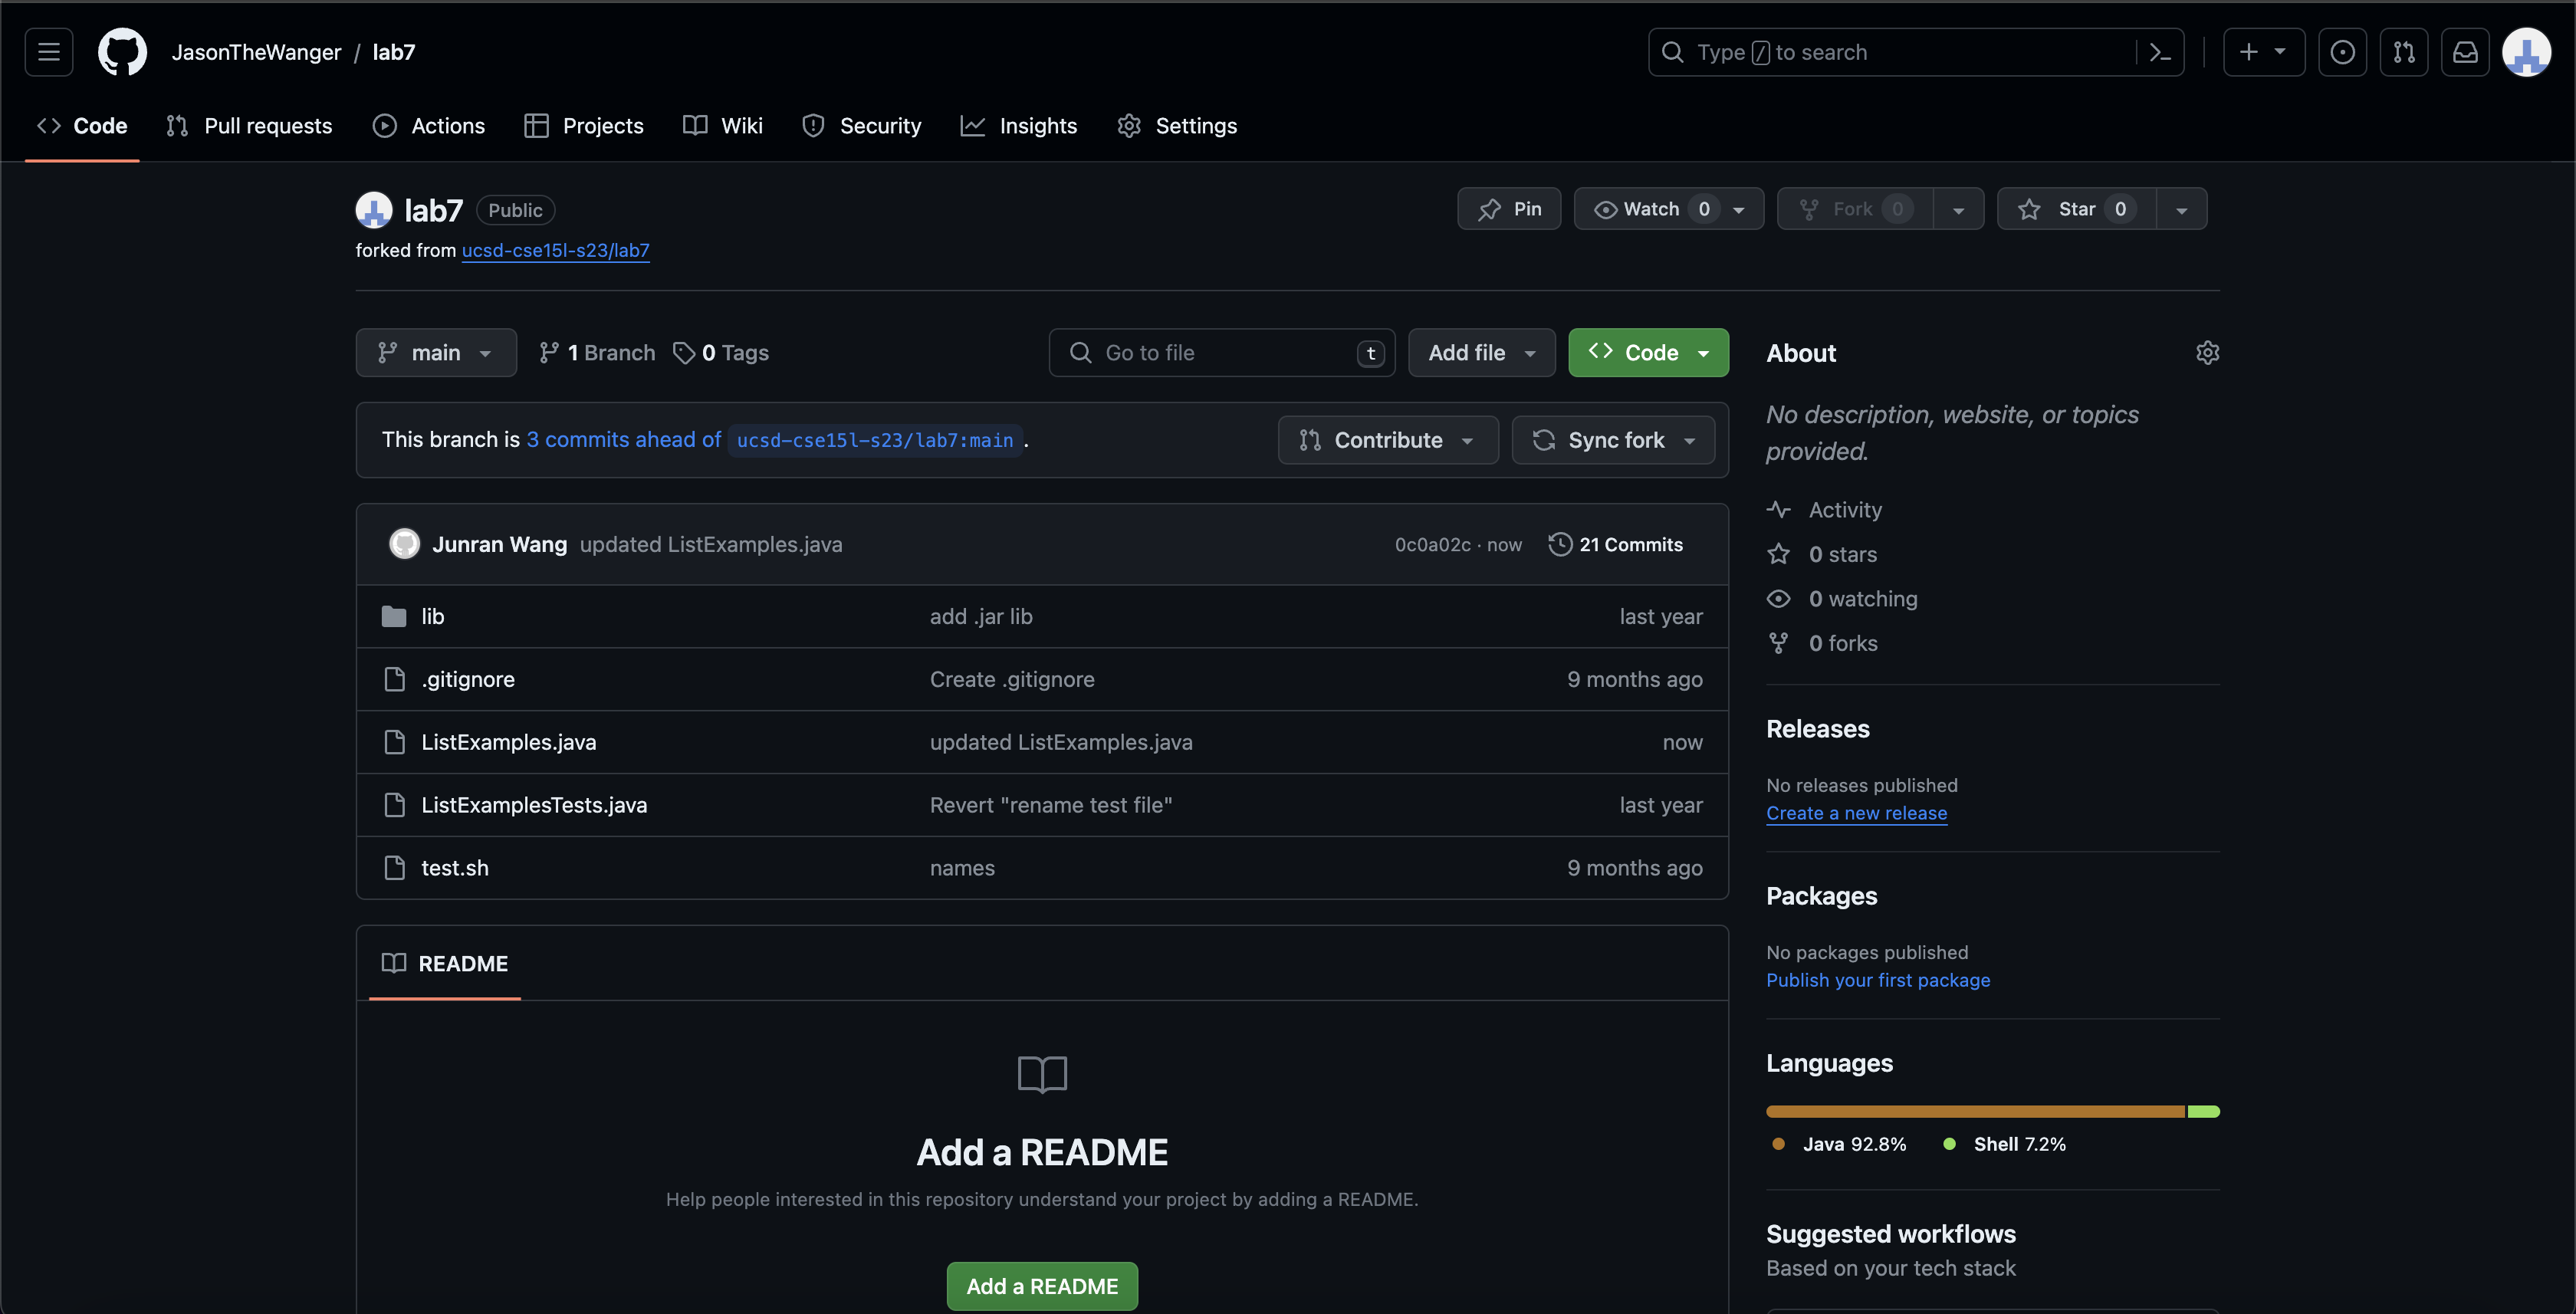 JasonTheWanger / lab7
Type / to search
Code Pull requests Actions Projects Wiki Security Insights Settings
lab7 Public
Pin Watch 0 Fork 0 Star 0
forked from ucsd-cse15l-s23/lab7
main 1 Branch 0 Tags Go to file t Add file Code
This branch is 3 commits ahead of ucsd-cse15l-s23/lab7:main .
Contribute Sync fork
Junran Wang updated ListExamples.java 0c0a02c · now 21 Commits
lib add .jar lib last year
.gitignore Create .gitignore 9 months ago
ListExamples.java updated ListExamples.java now
ListExamplesTests.java Revert "rename test file" last year
test.sh names 9 months ago
README
Add a README
Help people interested in this repository understand your project by adding a README.
Add a README
About
No description, website, or topics
provided.
Activity
0 stars
0 watching
0 forks
Releases
No releases published
Create a new release
Packages
No packages published
Publish your first package
Languages
Java 92.8% Shell 7.2%
Suggested workflows
Based on your tech stack